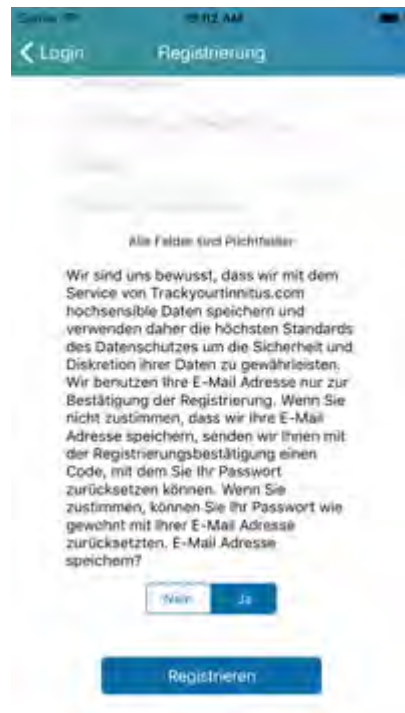 Login Registrierung
Alle Felder sind Pflichtfelder
Wir sind uns bewusst, dass wir mit dem
Service von Trackyourtinnitus.com
hochsensible Daten speichern und
verwenden daher die höchsten Standards
des Datenschutzes um die Sicherheit und
Diskretion ihrer Daten zu gewährleisten.
Wir benutzen Ihre E-Mail Adresse nur zur
Bestätigung der Registrierung. Wenn Sie
nicht zustimmen, dass wir Ihre E-Mail
Adresse speichern, senden wir Ihnen mit
der Registrierungsbestätigung einen
Code, mit dem Sie Ihr Passwort
zurücksetzen können. Wenn Sie
zustimmen, können Sie Ihr Passwort wie
gewohnt mit Ihrer E-Mail Adresse
zurücksetzten. E-Mail Adresse
speichern?
Nein Ja
Registrieren